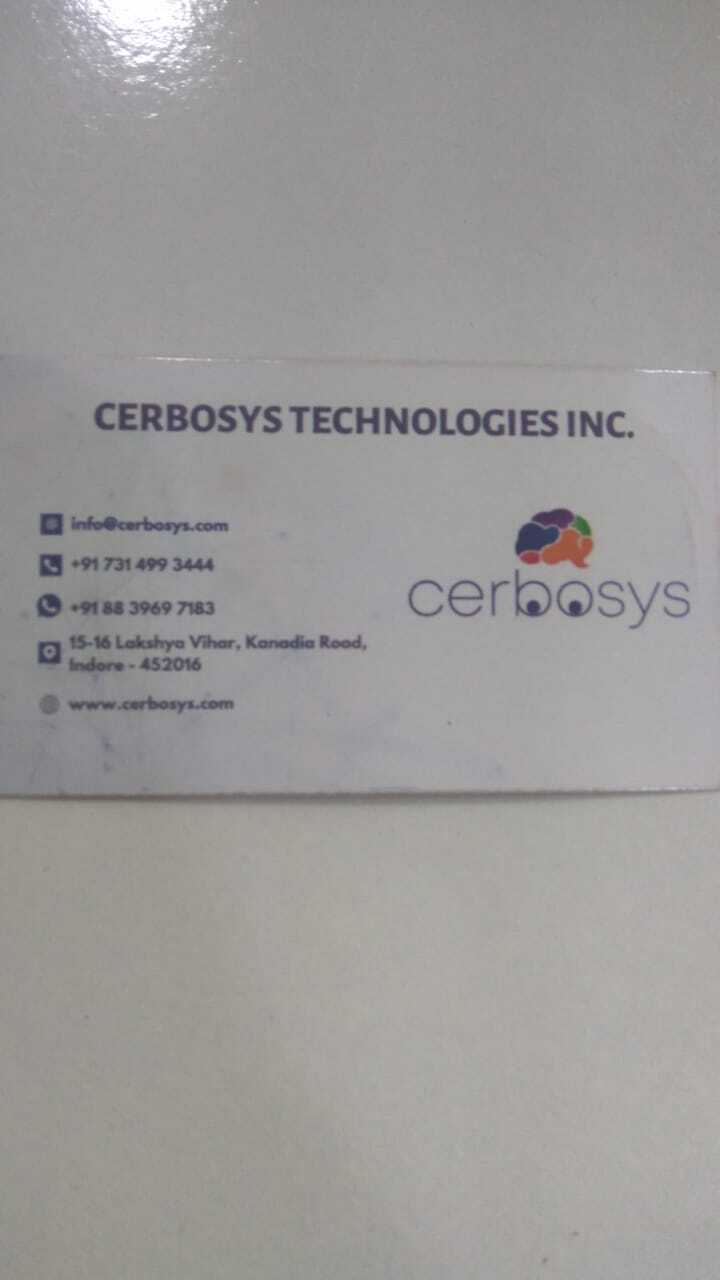 CERBOSYS TECHNOLOGIES INC.
info@cerbosys.com
+91 731 499 3444
+91 88 3969 7183
15-16 Lakshya Vihar, Kanadia Road,
Indore - 452016
www.cerbosys.com
cerbosys